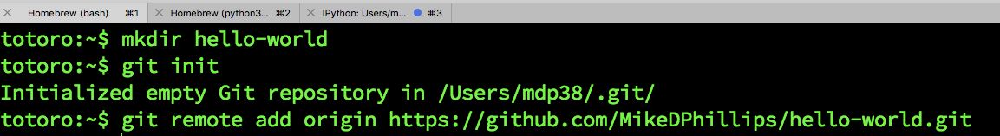 Homebrew (bash) ⌘1 Homebrew (python3... ⌘2 IPython: Users/m... ⌘3
totoro:~$ mkdir hello-world
totoro:~$ git init
Initialized empty Git repository in /Users/mdp38/.git/
totoro:~$ git remote add origin https://github.com/MikeDPhillips/hello-world.git